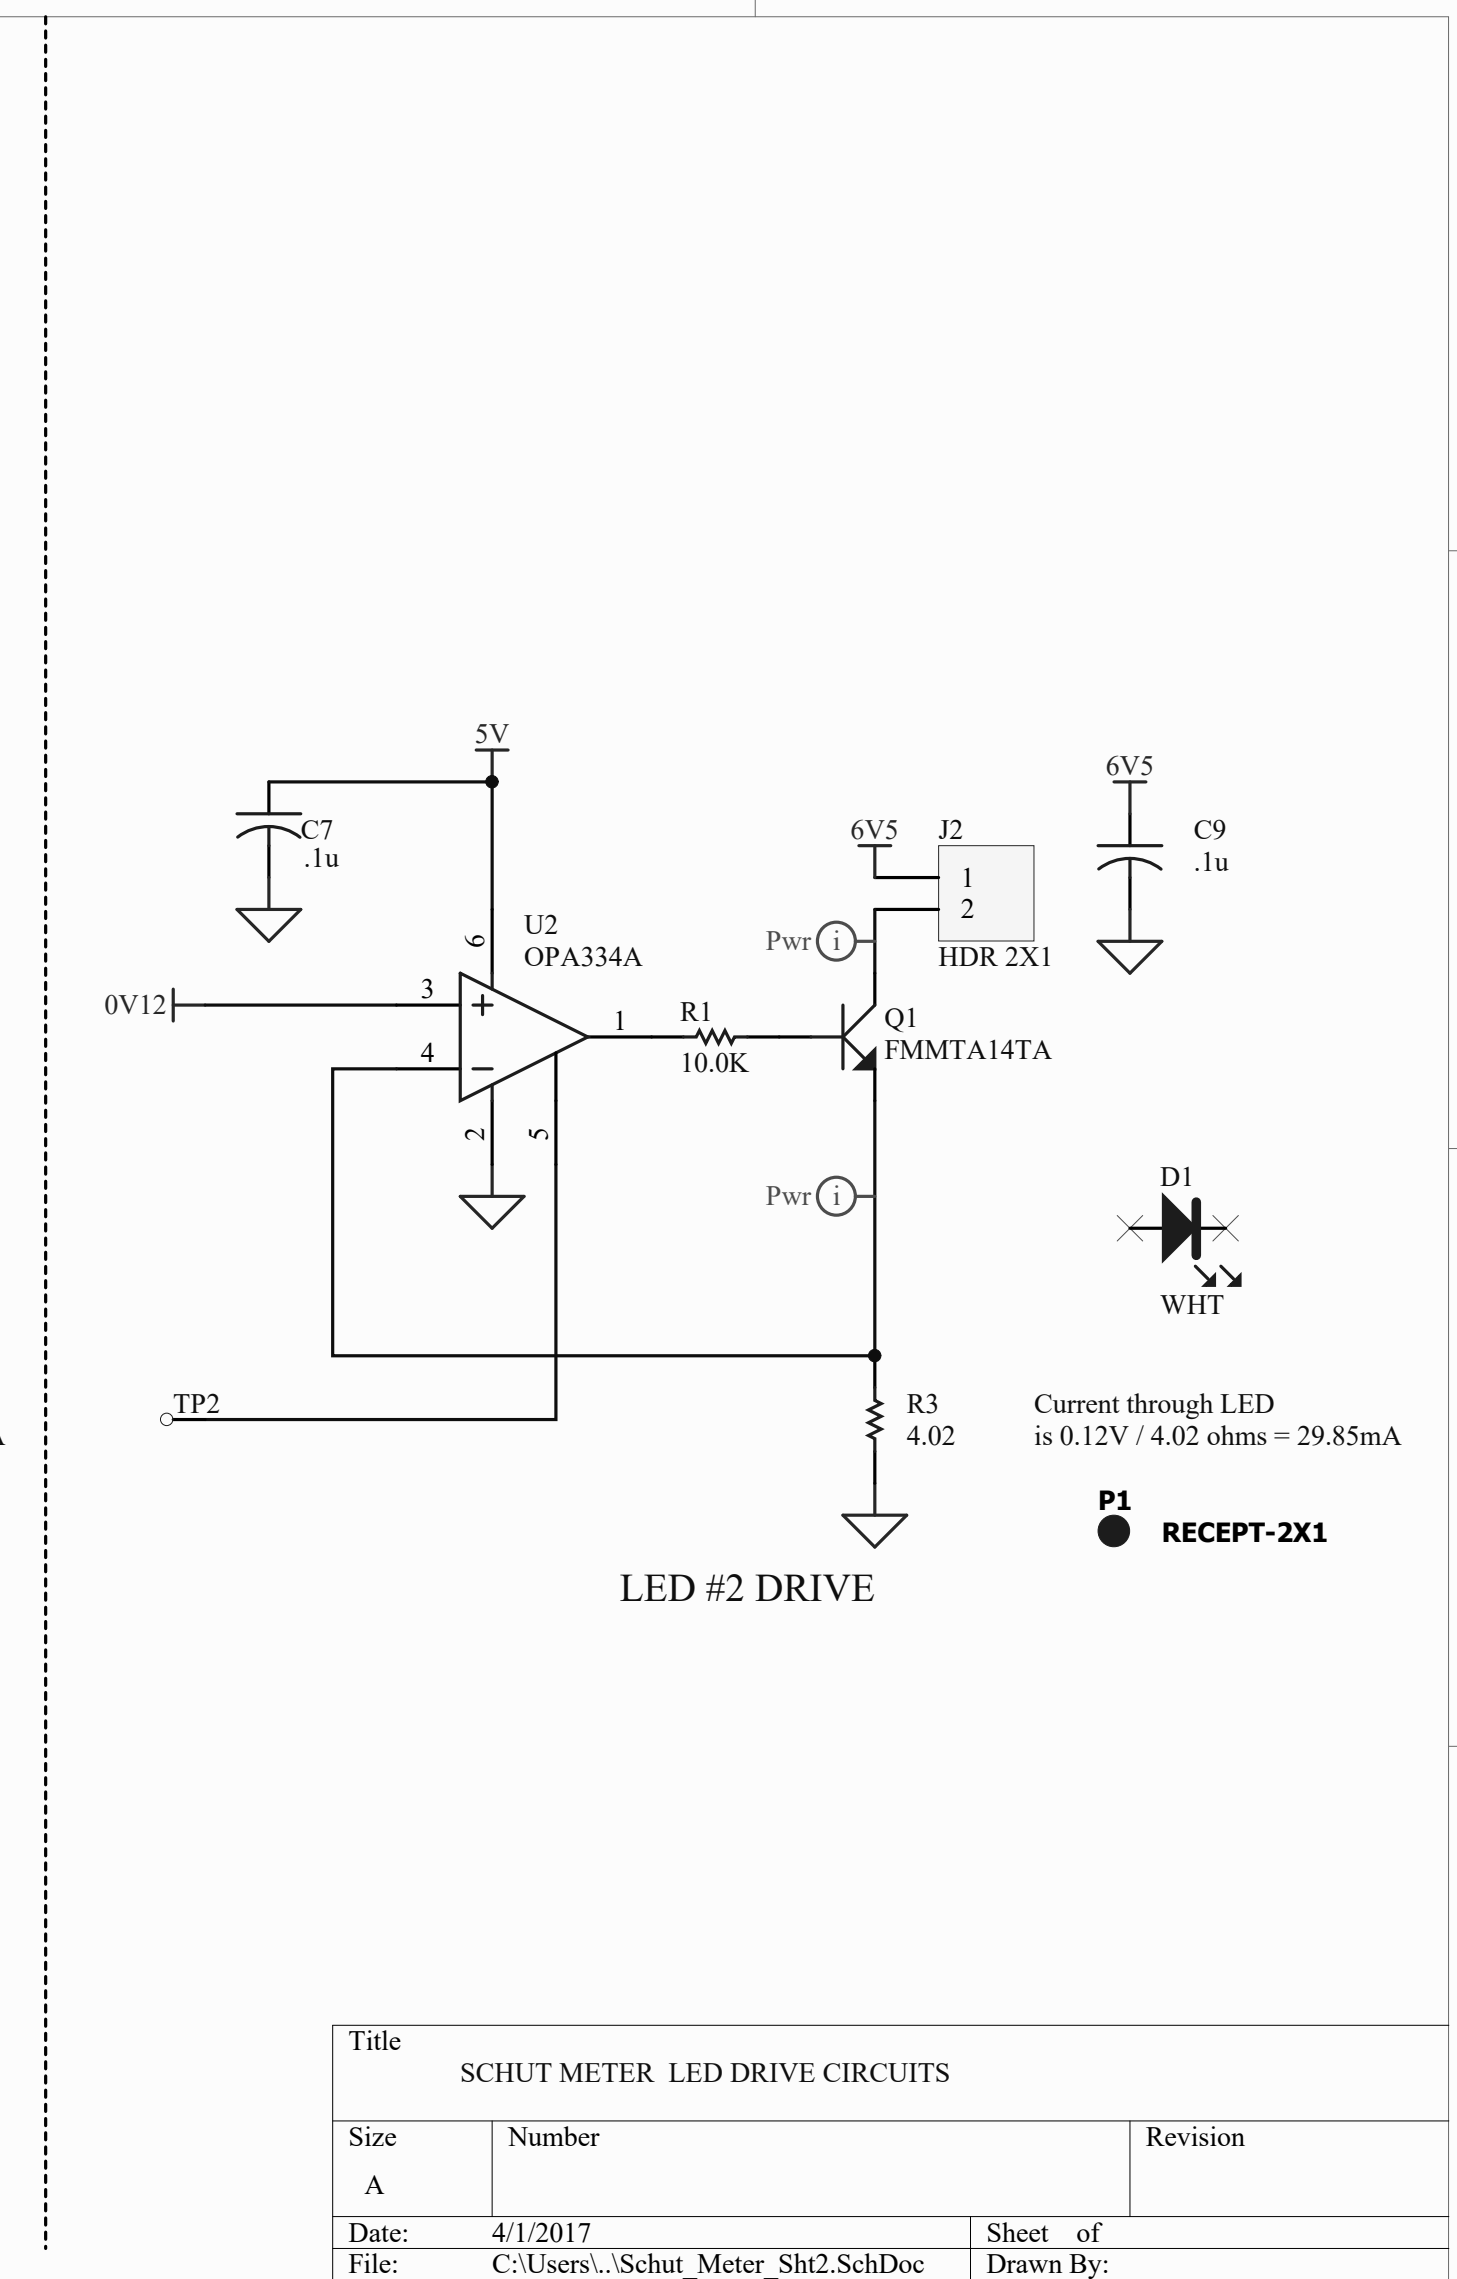 5V
C7
.1u
6V5
C9
.1u
6V5
J2
1
2
HDR 2X1
Pwr i
U2
OPA334A
6
0V12
3
+
4
−
1
R1
10.0K
Q1
FMMTA14TA
2
5
Pwr i
D1
WHT
TP2
R3
4.02
Current through LED
is 0.12V / 4.02 ohms = 29.85mA
P1
RECEPT-2X1
LED #2 DRIVE
Title
SCHUT METER LED DRIVE CIRCUITS
Size
Number
Revision
A
Date: 4/1/2017
Sheet of
File: C:\Users\..\Schut_Meter_Sht2.SchDoc
Drawn By: